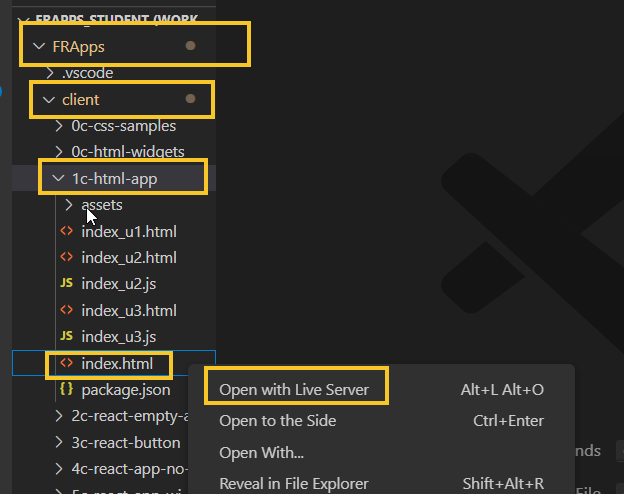 FRAPPS_STUDENT (WORK
FRApps
.vscode
client
0c-css-samples
0c-html-widgets
1c-html-app
assets
<> index_u1.html
<> index_u2.html
JS index_u2.js
<> index_u3.html
JS index_u3.js
<> index.html
{} package.json
2c-react-empty-a
3c-react-button
4c-react-app-no-
Open with Live Server Alt+L Alt+O
Open to the Side Ctrl+Enter
Open With...
Reveal in File Explorer Shift+Alt+R
nds
File